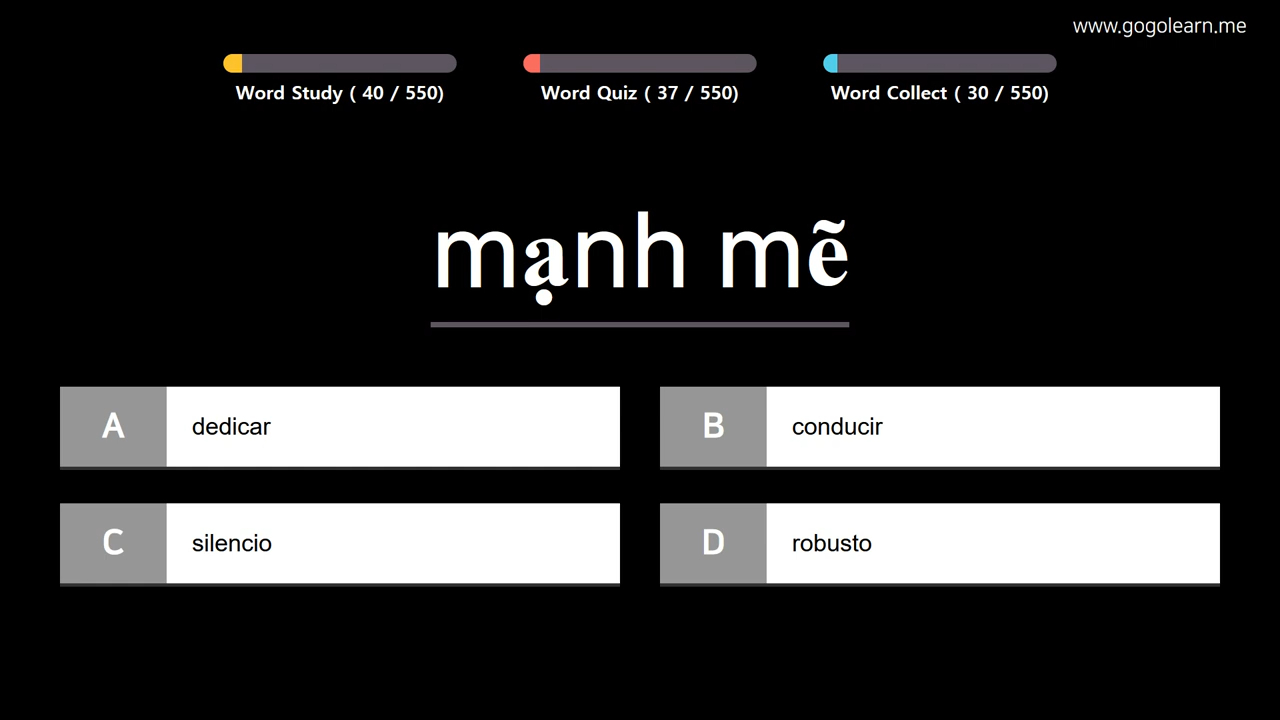 www.gogolearn.me
Word Study ( 40 / 550)
Word Quiz ( 37 / 550)
Word Collect ( 30 / 550)
mạnh mẽ
A dedicar
B conducir
C silencio
D robusto